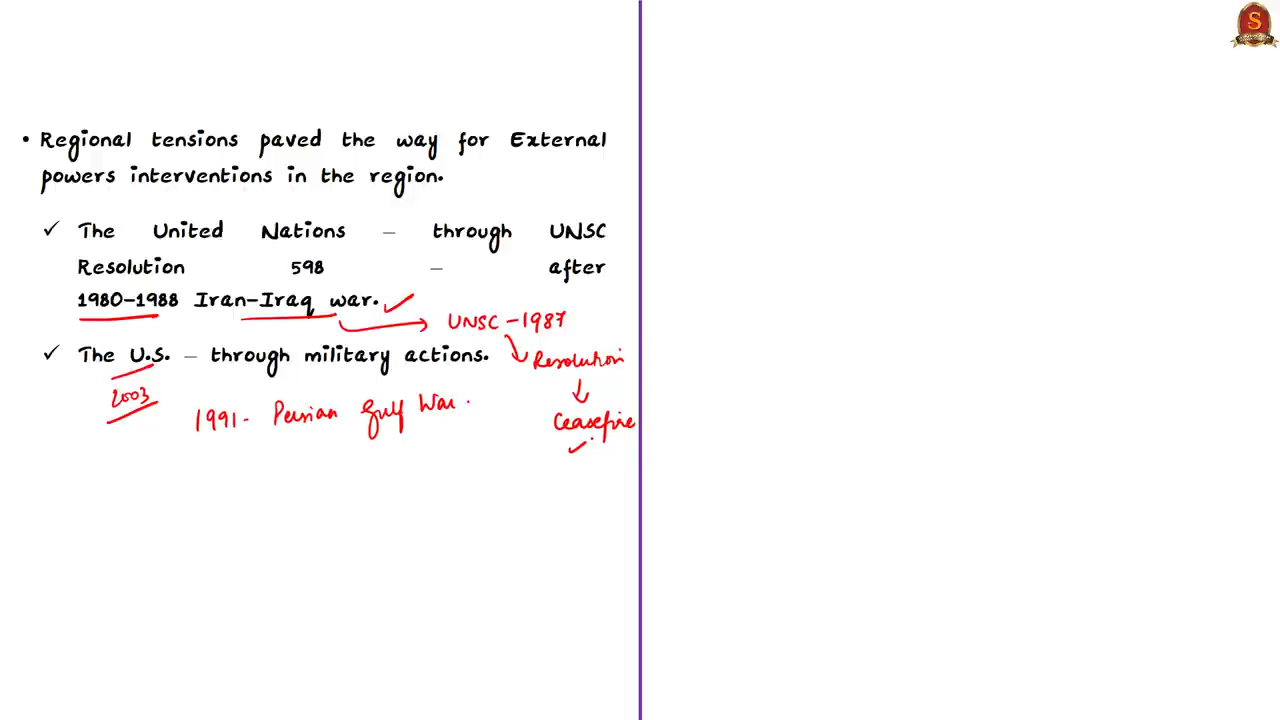 • Regional tensions paved the way for External
powers interventions in the region.
✓ The United Nations – through UNSC
Resolution 598 – after
1980-1988 Iran-Iraq war.
UNSC - 1987
✓ The U.S. – through military actions.
Resolution
2003
1991 - Persian Gulf War.
Ceasefire
S